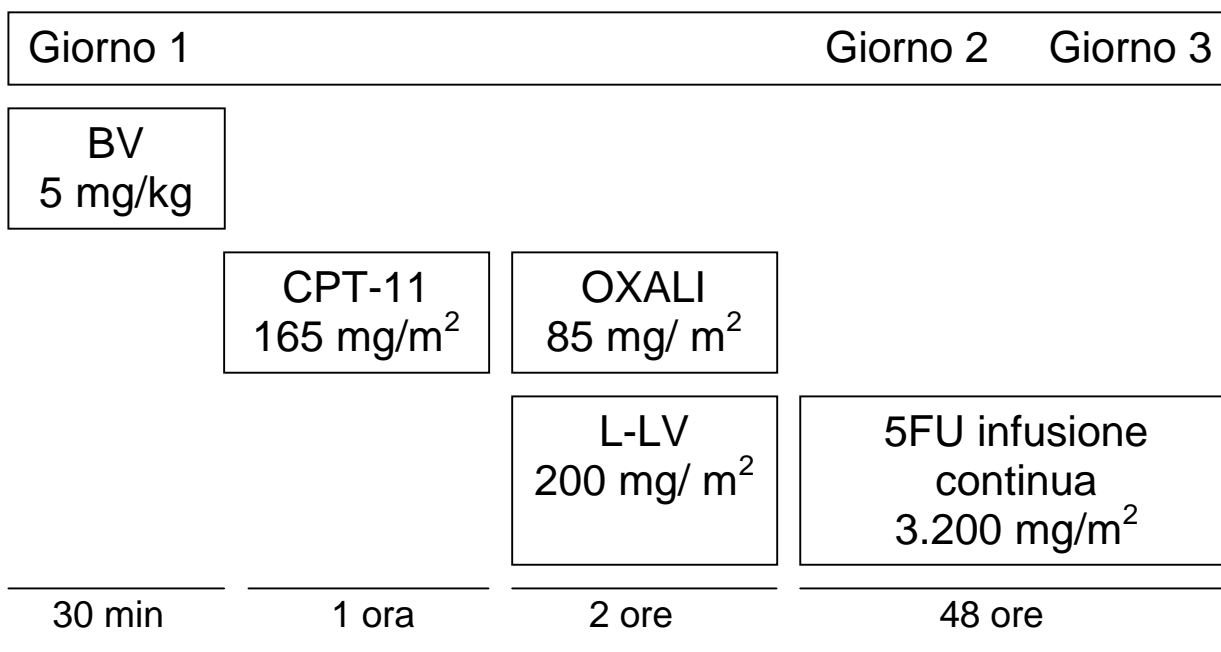 Giorno 1 Giorno 2 Giorno 3
BV
5 mg/kg
CPT-11
165 mg/m²
OXALI
85 mg/ m²
L-LV
200 mg/ m²
5FU infusione
continua
3.200 mg/m²
30 min 1 ora 2 ore 48 ore